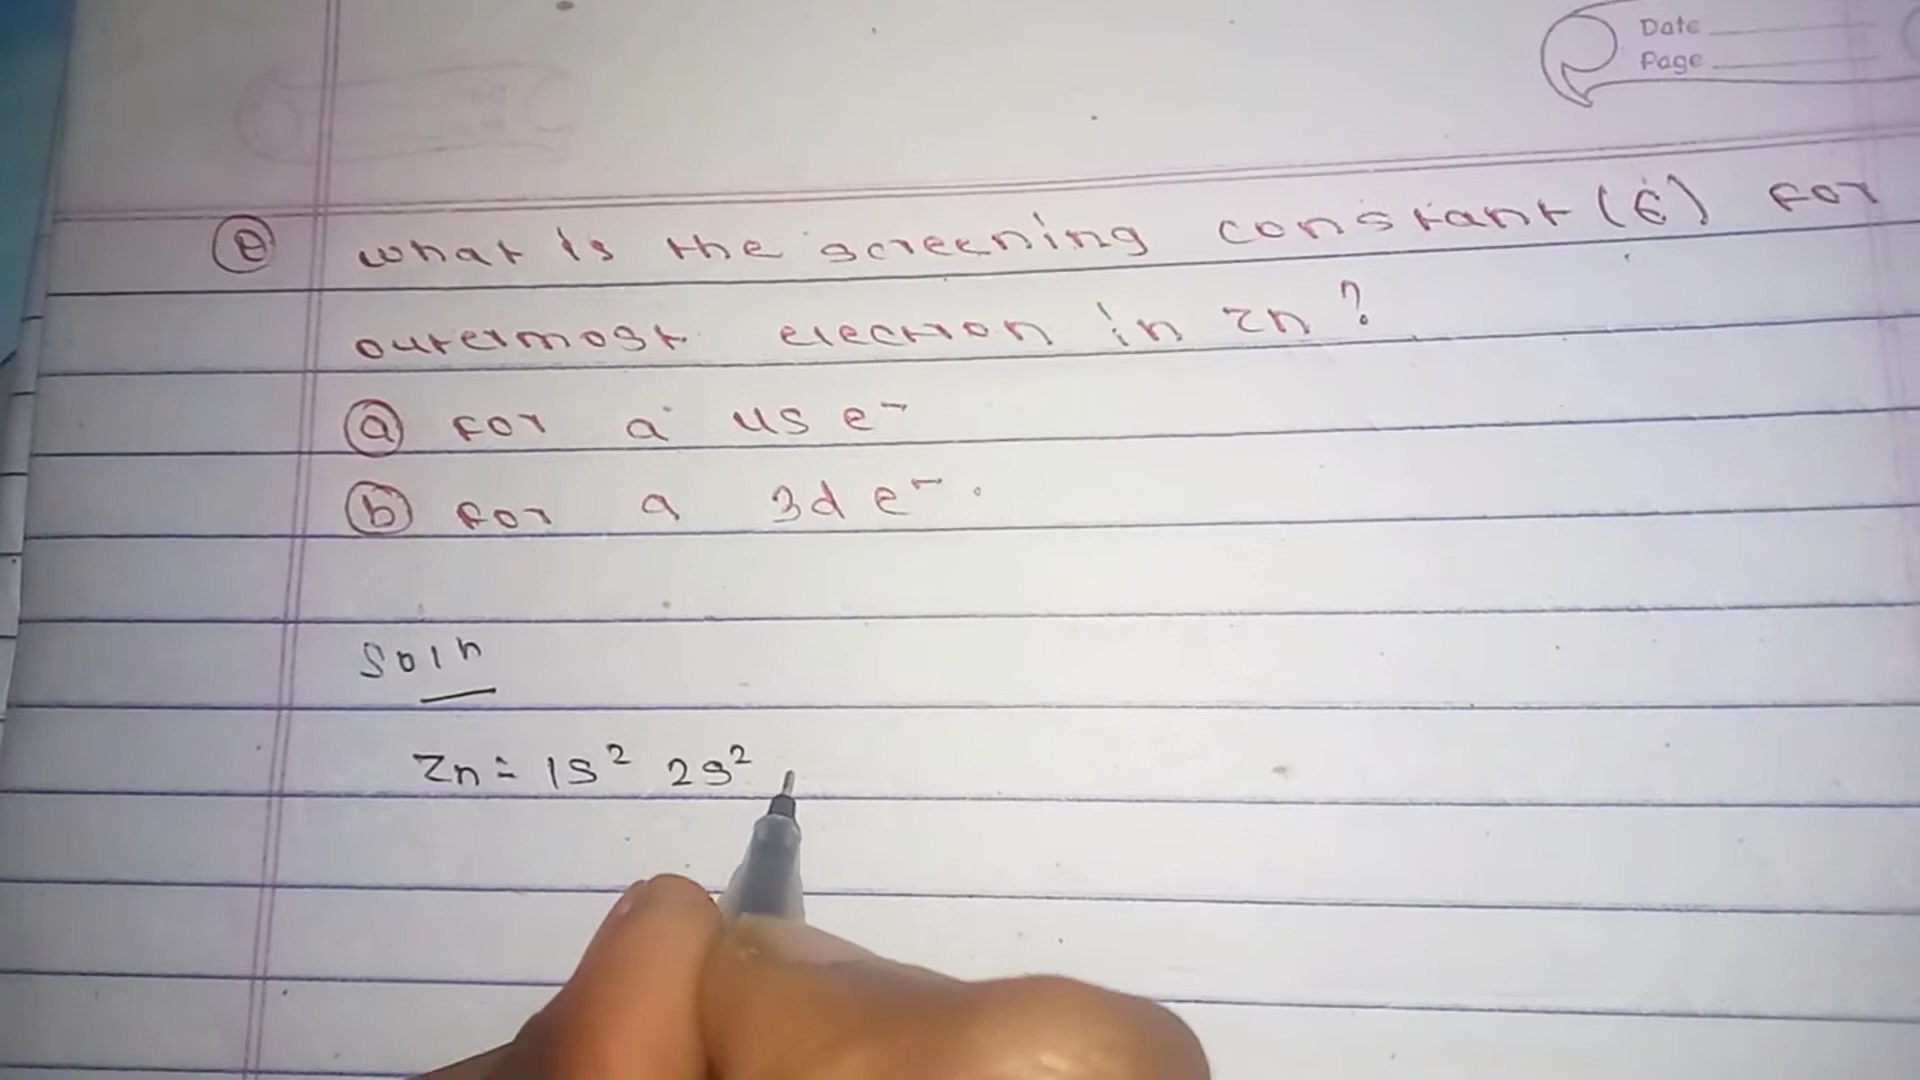 Date
Page
Ⓠ what is the screening constant (σ) for
outermost electron in zn ?
ⓐ for a 4s e⁻
ⓑ for a 3d e⁻.
Soln
Zn = 1s² 2s²